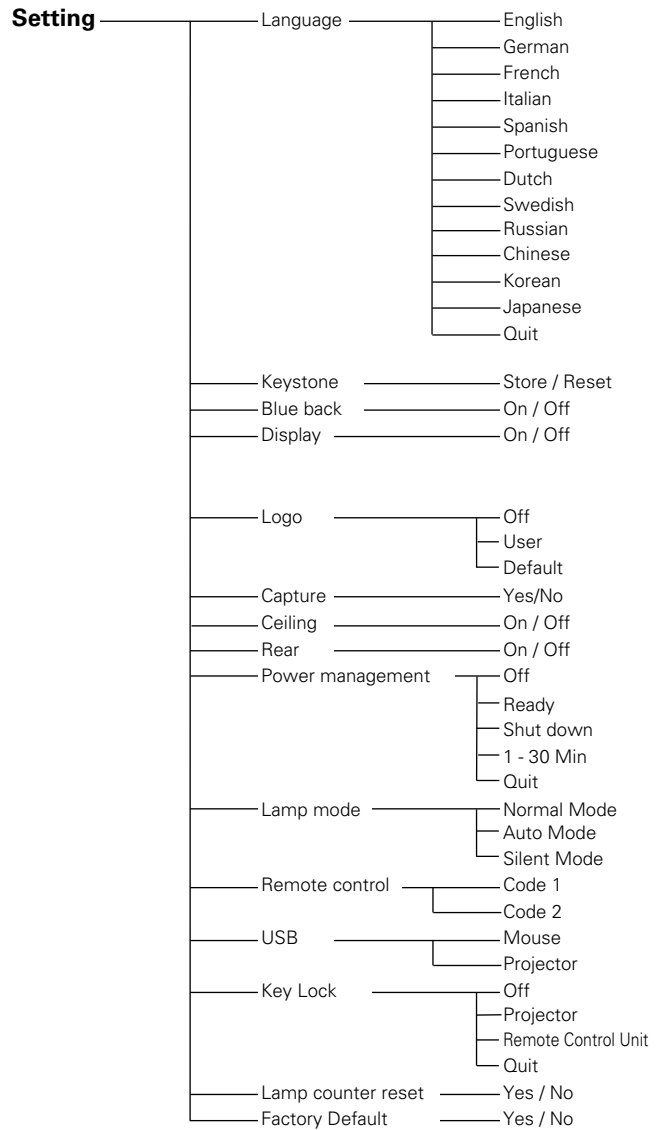 Setting Language English
German
French
Italian
Spanish
Portuguese
Dutch
Swedish
Russian
Chinese
Korean
Japanese
Quit
Keystone Store / Reset
Blue back On / Off
Display On / Off
Logo Off
User
Default
Capture Yes/No
Ceiling On / Off
Rear On / Off
Power management Off
Ready
Shut down
1 - 30 Min
Quit
Lamp mode Normal Mode
Auto Mode
Silent Mode
Remote control Code 1
Code 2
USB Mouse
Projector
Key Lock Off
Projector
Remote Control Unit
Quit
Lamp counter reset Yes / No
Factory Default Yes / No